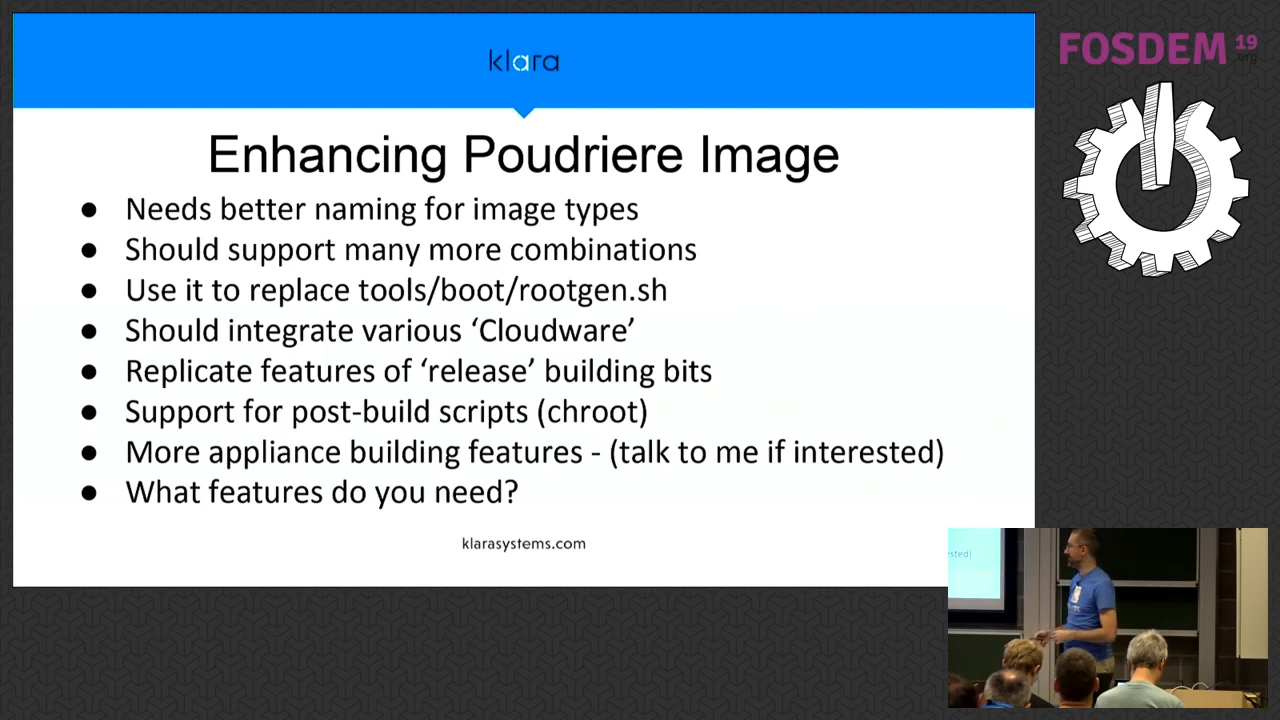 klara
FOSDEM 19
.org
Enhancing Poudriere Image
● Needs better naming for image types
● Should support many more combinations
● Use it to replace tools/boot/rootgen.sh
● Should integrate various ‘Cloudware’
● Replicate features of ‘release’ building bits
● Support for post-build scripts (chroot)
● More appliance building features - (talk to me if interested)
● What features do you need?
klarasystems.com
ested)